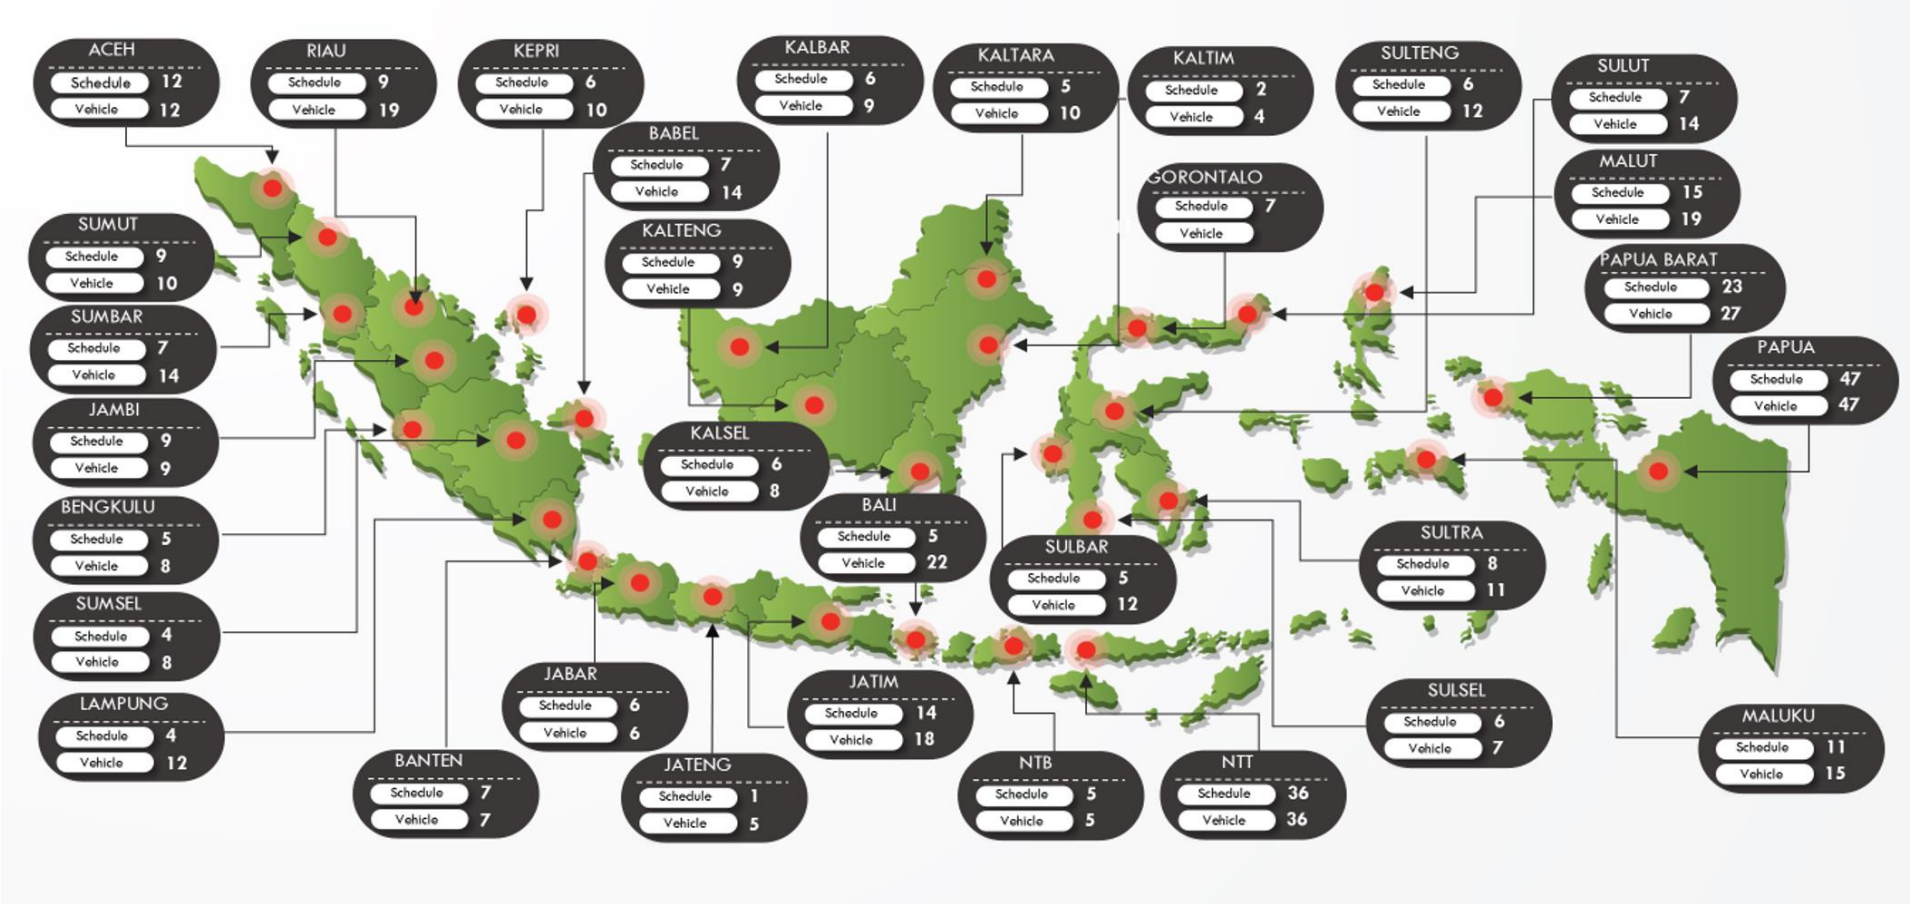 ACEH
Schedule 12
Vehicle 12
RIAU
Schedule 9
Vehicle 19
KEPRI
Schedule 6
Vehicle 10
KALBAR
Schedule 6
Vehicle 9
KALTARA
Schedule 5
Vehicle 10
KALTIM
Schedule 2
Vehicle 4
SULTENG
Schedule 6
Vehicle 12
SULUT
Schedule 7
Vehicle 14
BABEL
Schedule 7
Vehicle 14
MALUT
Schedule 15
Vehicle 19
GORONTALO
Schedule 7
Vehicle
SUMUT
Schedule 9
Vehicle 10
KALTENG
Schedule 9
Vehicle 9
PAPUA BARAT
Schedule 23
Vehicle 27
SUMBAR
Schedule 7
Vehicle 14
PAPUA
Schedule 47
Vehicle 47
JAMBI
Schedule 9
Vehicle 9
KALSEL
Schedule 6
Vehicle 8
BENGKULU
Schedule 5
Vehicle 8
BALI
Schedule 5
Vehicle 22
SULBAR
Schedule 5
Vehicle 12
SULTRA
Schedule 8
Vehicle 11
SUMSEL
Schedule 4
Vehicle 8
JABAR
Schedule 6
Vehicle 6
JATIM
Schedule 14
Vehicle 18
SULSEL
Schedule 6
Vehicle 7
LAMPUNG
Schedule 4
Vehicle 12
MALUKU
Schedule 11
Vehicle 15
BANTEN
Schedule 7
Vehicle 7
JATENG
Schedule 1
Vehicle 5
NTB
Schedule 5
Vehicle 5
NTT
Schedule 36
Vehicle 36